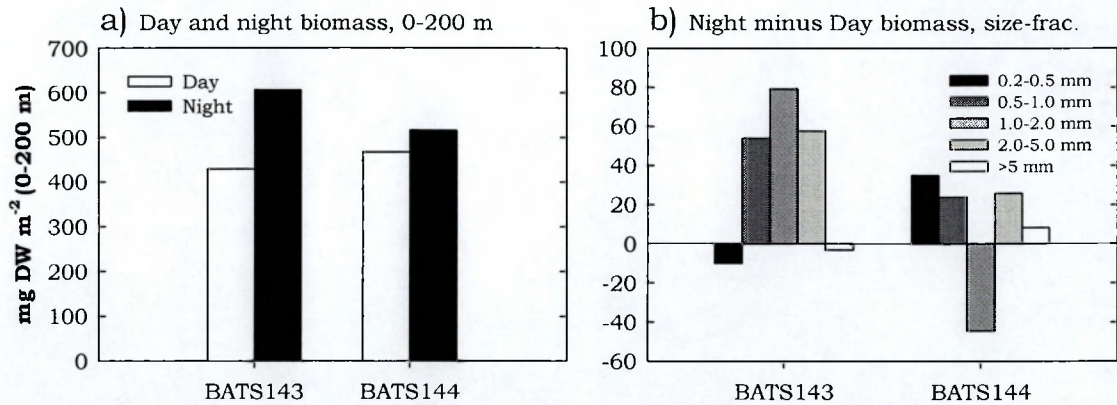 a) Day and night biomass, 0-200 m
mg DW m-2 (0-200 m)
700
600
500
400
300
200
100
0
Day
Night
BATS143 BATS144
b) Night minus Day biomass, size-frac.
80
60
40
20
0
-20
-40
-60
0.2-0.5 mm
0.5-1.0 mm
1.0-2.0 mm
2.0-5.0 mm
>5 mm
BATS143 BATS144